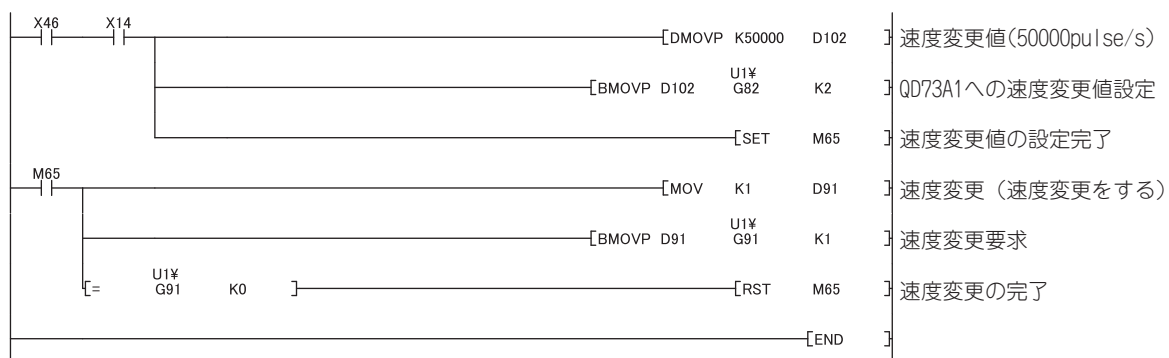 X46 X14
[DMOVP K50000 D102 ] 速度変更値(50000pulse/s)
U1¥
[BMOVP D102 G82 K2 ] QD73A1への速度変更値設定
[SET M65 ] 速度変更値の設定完了
M65
[MOV K1 D91 ] 速度変更（速度変更をする）
U1¥
[BMOVP D91 G91 K1 ] 速度変更要求
U1¥
[= G91 K0 ] [RST M65 ] 速度変更の完了
[END ]